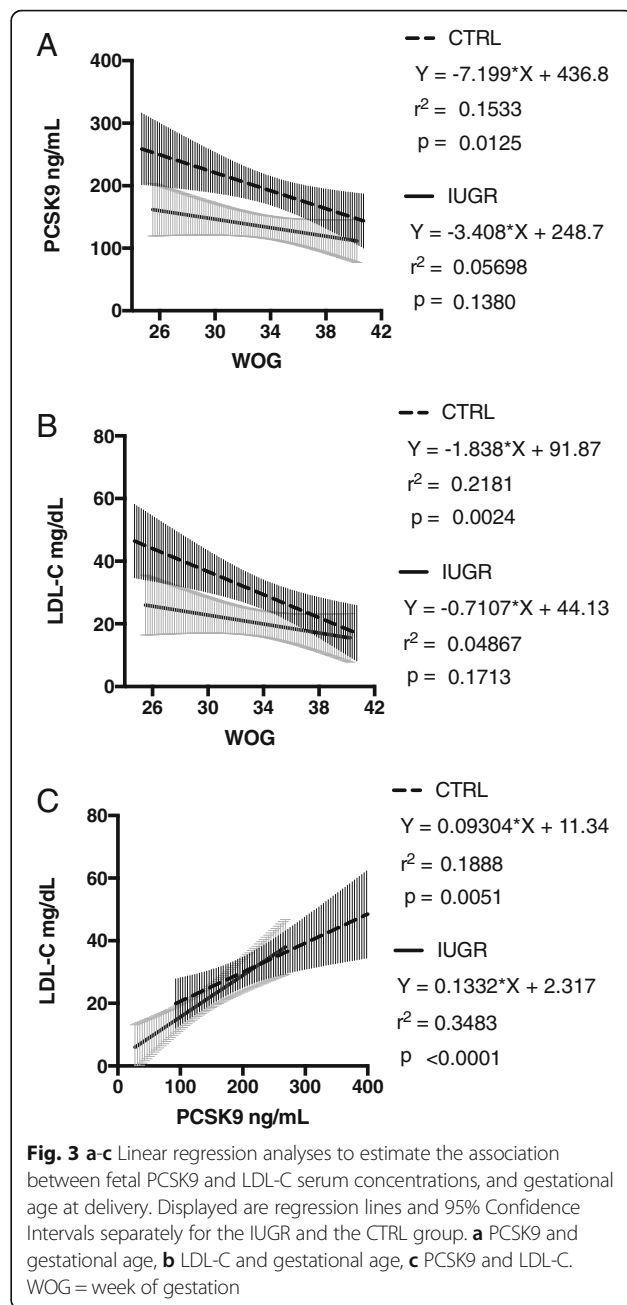 A
PCSK9 ng/mL
400
300
200
100
0
26 30 34 38 42
WOG
CTRL
Y = -7.199*X + 436.8
r² = 0.1533
p = 0.0125
IUGR
Y = -3.408*X + 248.7
r² = 0.05698
p = 0.1380
B
LDL-C mg/dL
80
60
40
20
0
26 30 34 38 42
WOG
CTRL
Y = -1.838*X + 91.87
r² = 0.2181
p = 0.0024
IUGR
Y = -0.7107*X + 44.13
r² = 0.04867
p = 0.1713
C
LDL-C mg/dL
80
60
40
20
0
0 100 200 300 400
PCSK9 ng/mL
CTRL
Y = 0.09304*X + 11.34
r² = 0.1888
p = 0.0051
IUGR
Y = 0.1332*X + 2.317
r² = 0.3483
p <0.0001
Fig. 3 a-c Linear regression analyses to estimate the association
between fetal PCSK9 and LDL-C serum concentrations, and gestational
age at delivery. Displayed are regression lines and 95% Confidence
Intervals separately for the IUGR and the CTRL group. a PCSK9 and
gestational age, b LDL-C and gestational age, c PCSK9 and LDL-C.
WOG = week of gestation